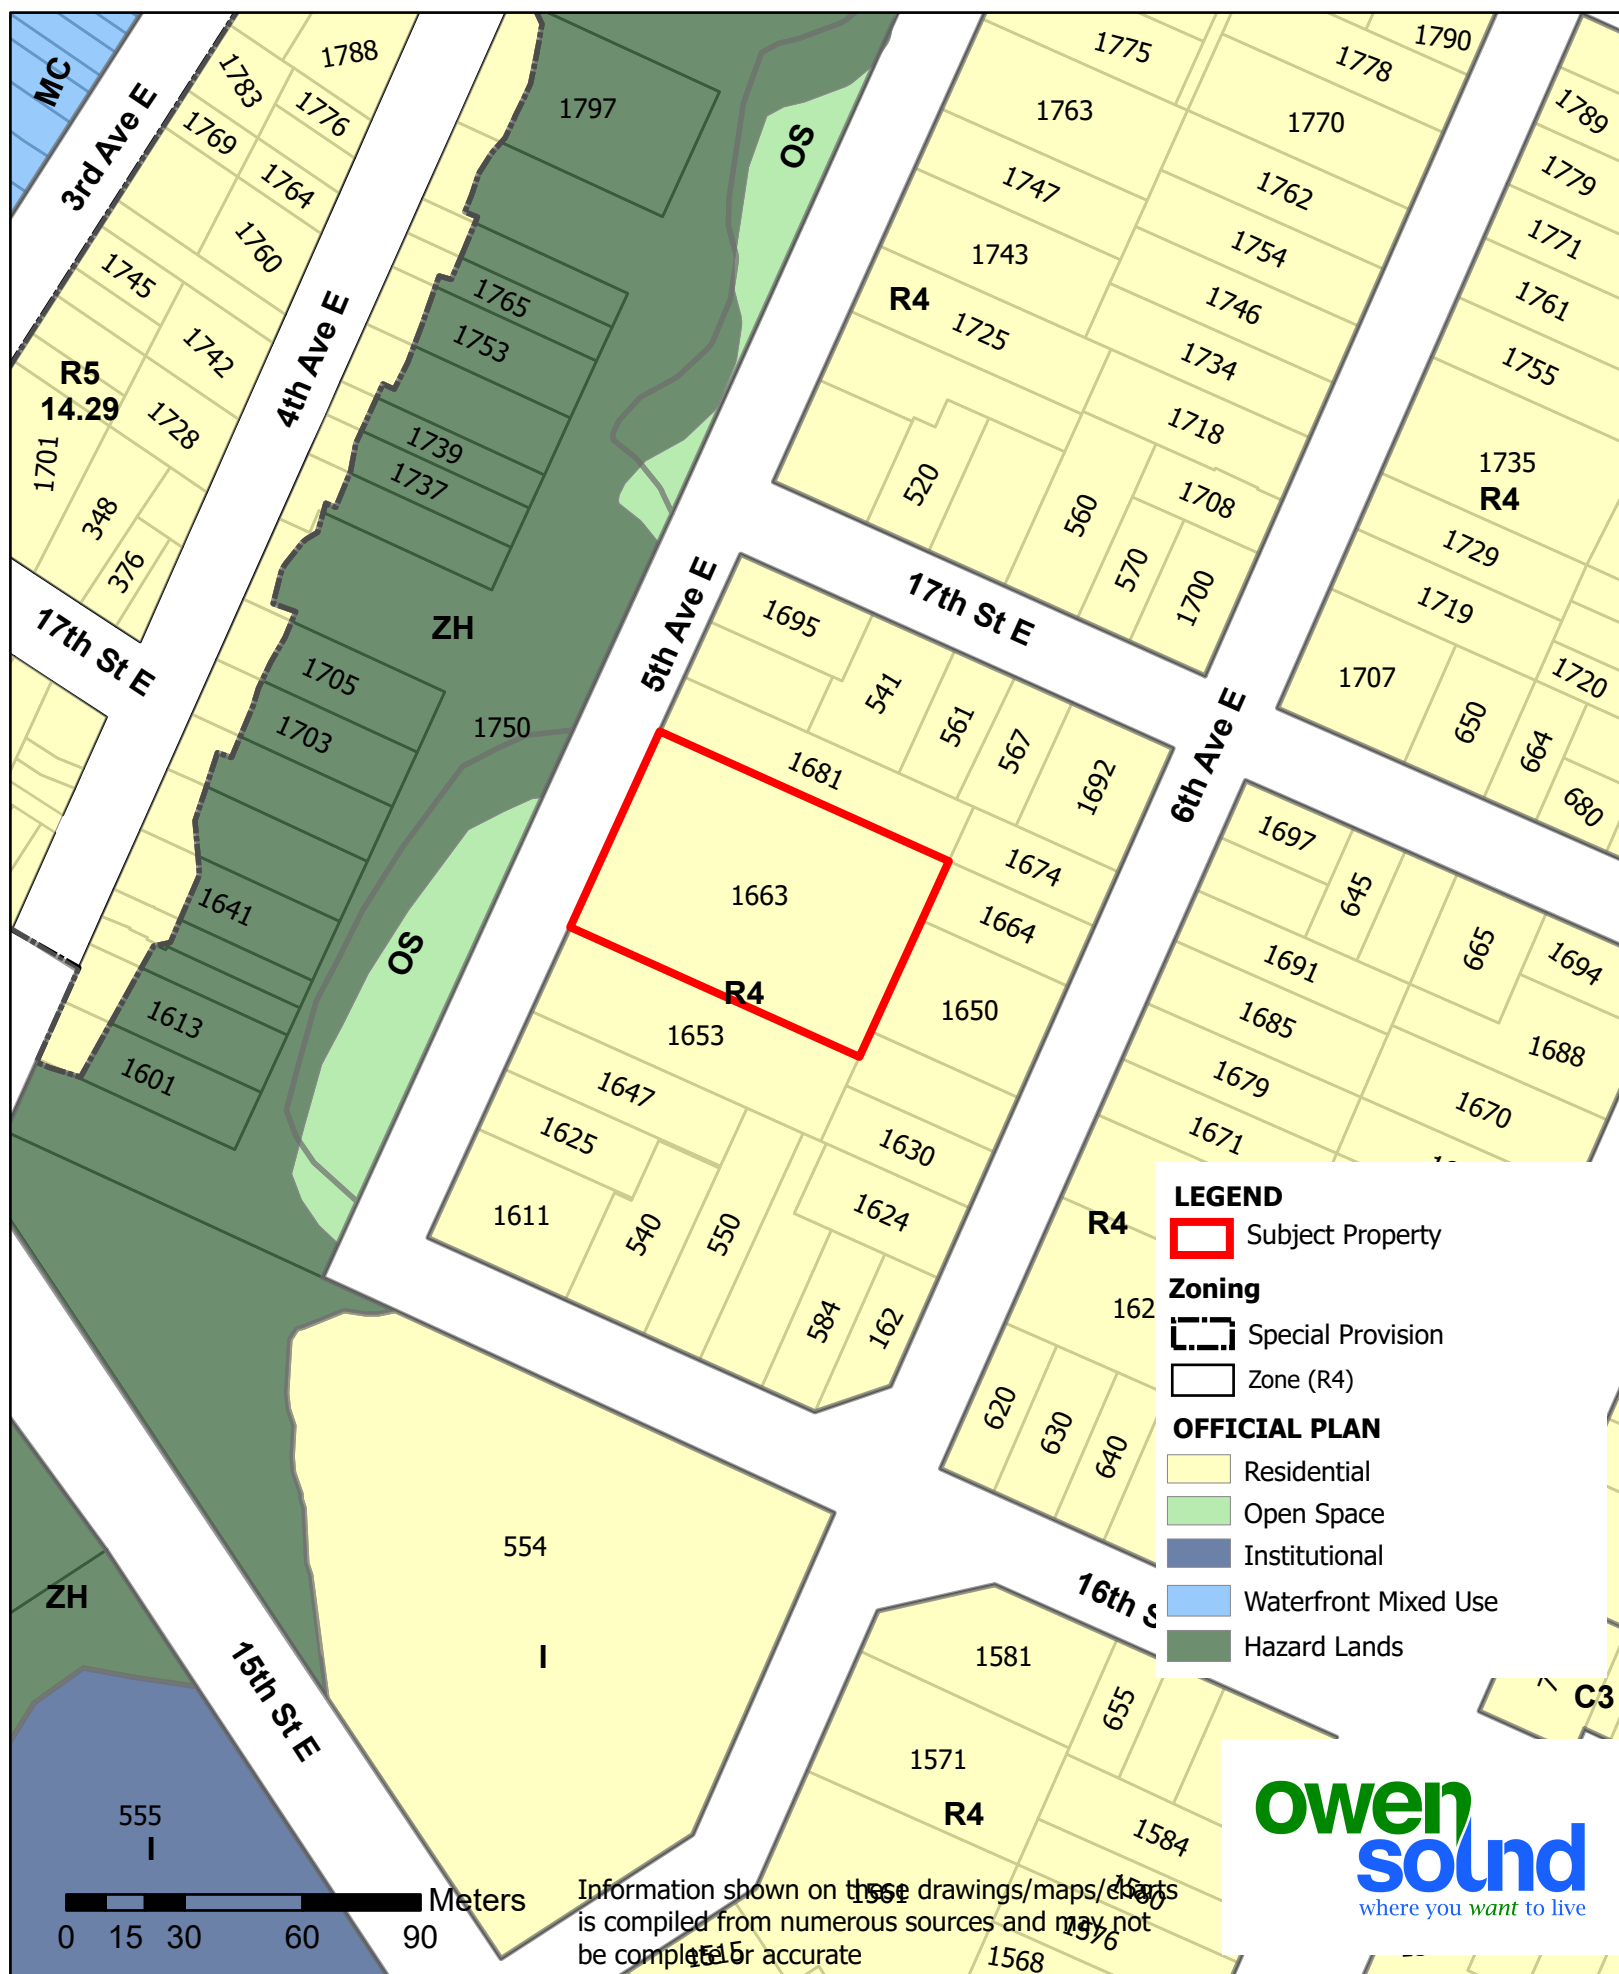 1788
1775
1790
1778
MC
1783
1776
1797
1763
1770
1789
3rd Ave E
1769
1764
OS
1747
1762
1779
1760
1743
1754
1771
1745
1765
R4
1746
1761
1742
1753
1725
1734
1755
R5
14.29
4th Ave E
1728
1739
1718
1735
1701
1737
520
1708
R4
348
560
1729
376
570
1700
1719
17th St E
ZH
5th Ave E
1695
17th St E
1705
541
1707
1720
1703
1750
561
567
650
664
1681
1692
6th Ave E
680
1697
1674
645
1641
1663
1664
665
OS
1691
1694
R4
1650
1613
1653
1685
1688
1601
1647
1679
1670
1625
1630
1671
1611
540
550
1624
R4
584
162
162
620
630
640
LEGEND
Subject Property
Zoning
Special Provision
Zone (R4)
OFFICIAL PLAN
Residential
Open Space
Institutional
Waterfront Mixed Use
Hazard Lands
554
ZH
16th S
I
15th St E
1581
655
7
C3
1571
R4
555
I
1584
1580
1561
1576
1568
1515
Meters
0 15 30 60 90
Information shown on these drawings/maps/charts
is compiled from numerous sources and may not
be complete or accurate
owen
sound
where you want to live